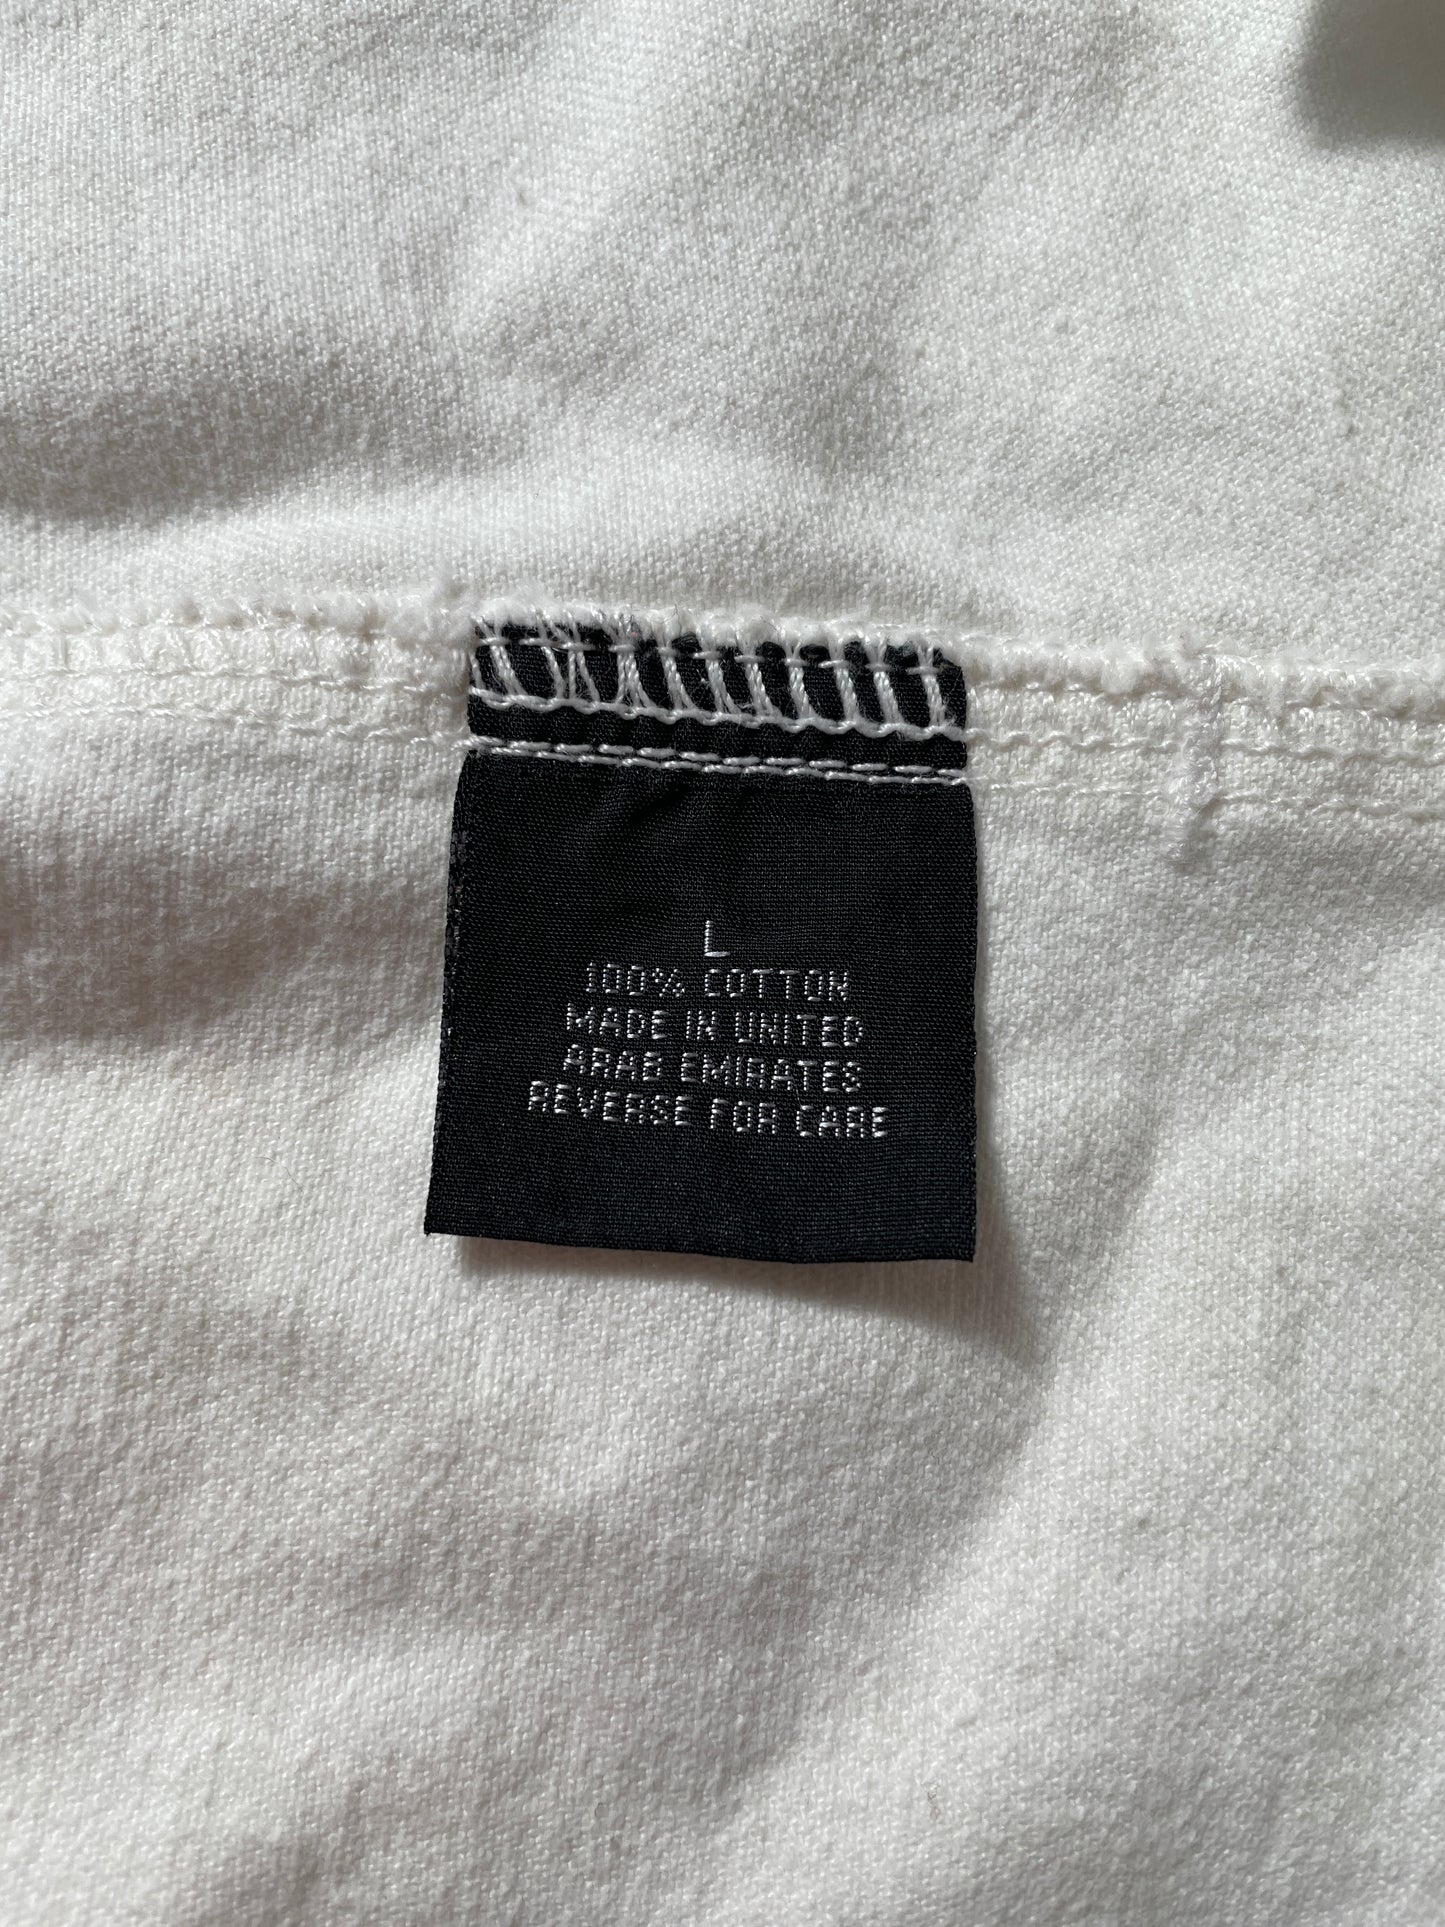 L
100% COTTON
MADE IN UNITED
ARAB EMIRATES
REVERSE FOR CARE